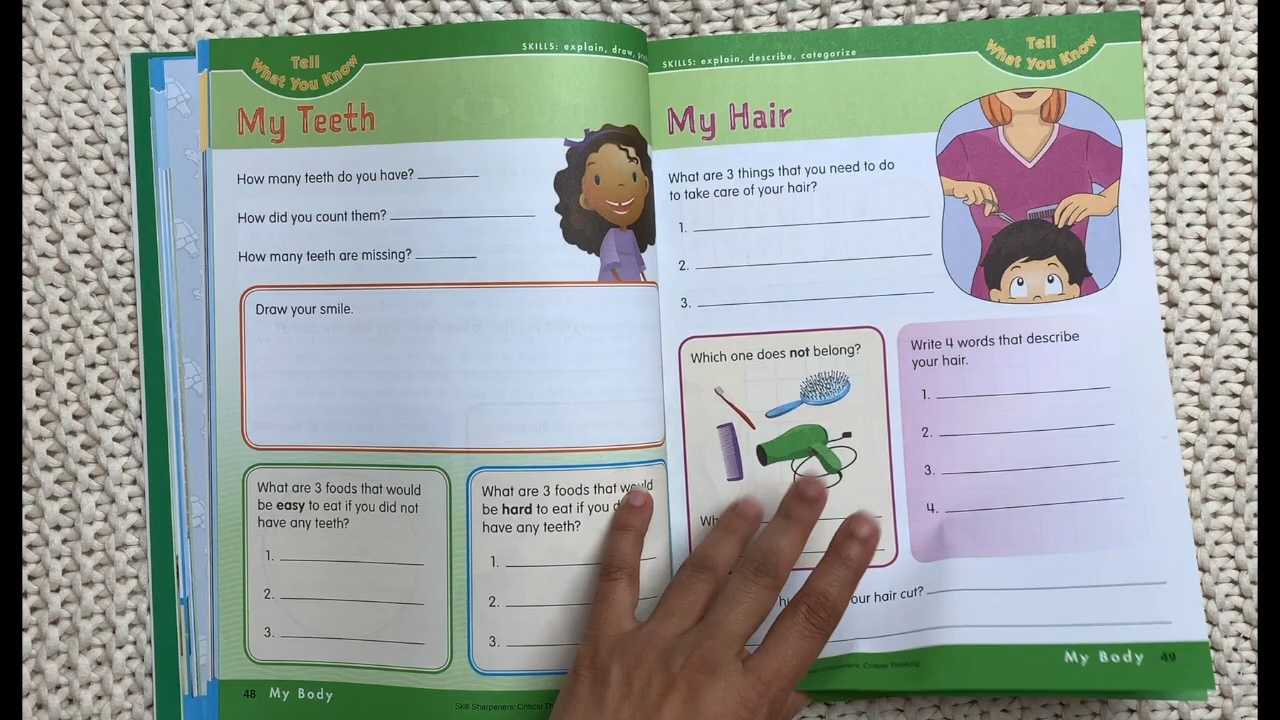 SKILLS: explain, draw,
Tell
What You Know
My Teeth
How many teeth do you have?
How did you count them?
How many teeth are missing?
Draw your smile.
What are 3 foods that would
be easy to eat if you did not
have any teeth?
1.
2.
3.
What are 3 foods that would
be hard to eat if you
have any teeth?
1.
2.
3.
48 My Body
Skill Sharpeners: Critical
SKILLS: explain, describe, categorize
Tell
What You Know
My Hair
What are 3 things that you need to do
to take care of your hair?
1.
2.
3.
Which one does not belong?
Write 4 words that describe
your hair.
1.
2.
3.
4.
hair cut?
Critical Thinking
My Body 49